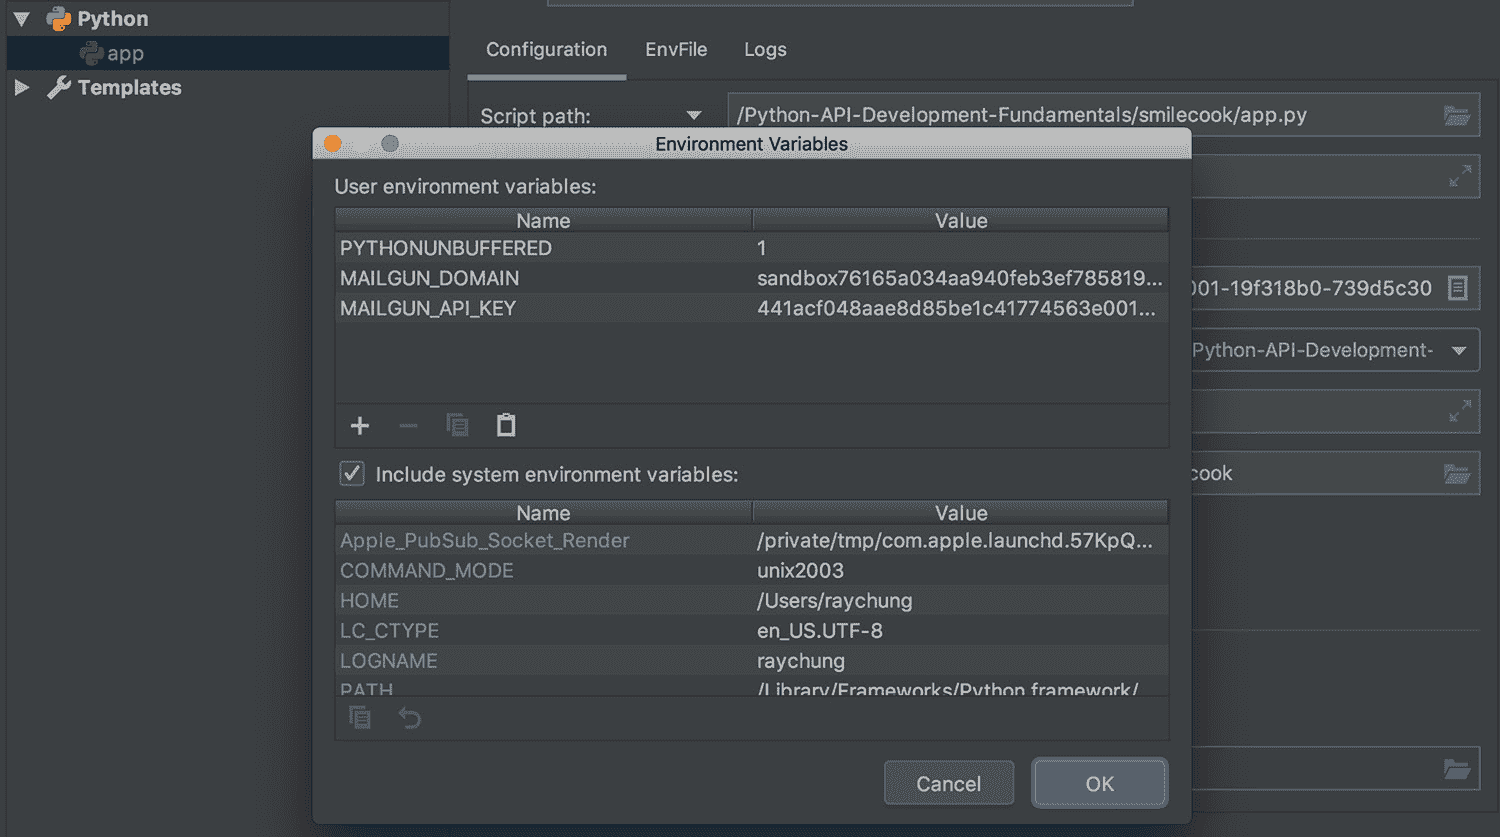 Python
app
Templates
Configuration EnvFile Logs
Script path: /Python-API-Development-Fundamentals/smilecook/app.py
Environment Variables
User environment variables:
Name Value
PYTHONUNBUFFERED 1
MAILGUN_DOMAIN sandbox76165a034aa940feb3ef785819...
MAILGUN_API_KEY 441acf048aae8d85be1c41774563e001...
001-19f318b0-739d5c30
Python-API-Development-
Include system environment variables:
cook
Name Value
Apple_PubSub_Socket_Render /private/tmp/com.apple.launchd.57KpQ...
COMMAND_MODE unix2003
HOME /Users/raychung
LC_CTYPE en_US.UTF-8
LOGNAME raychung
PATH /Library/Frameworks/Python.framework/
Cancel OK